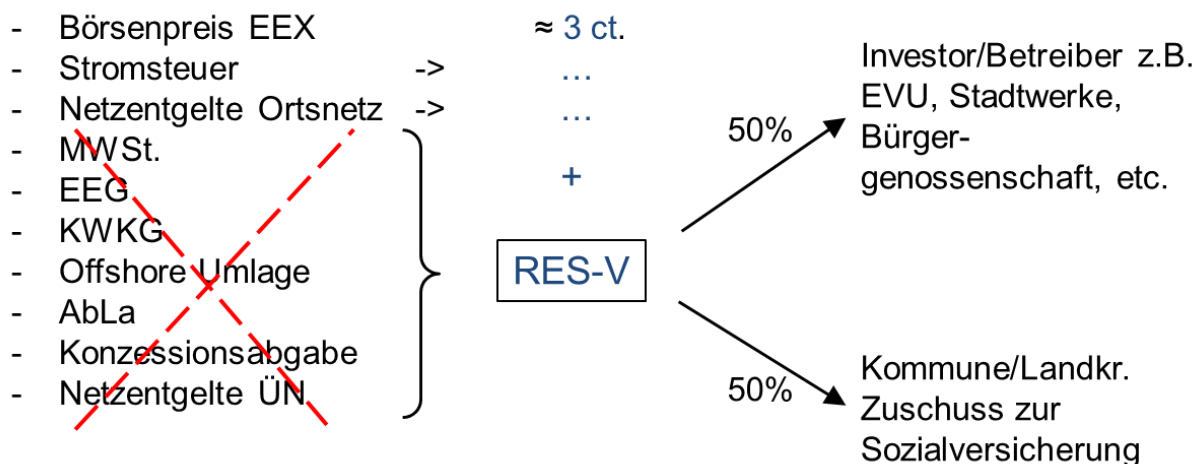 - Börsenpreis EEX ≈ 3 ct.
- Stromsteuer -> ...
- Netzentgelte Ortsnetz -> ...
- MWSt.
- EEG
- KWKG
- Offshore Umlage
- AbLa
- Konzessionsabgabe
- Netzentgelte ÜN
+
RES-V
50%
Investor/Betreiber z.B.
EVU, Stadtwerke,
Bürger-
genossenschaft, etc.
50%
Kommune/Landkr.
Zuschuss zur
Sozialversicherung